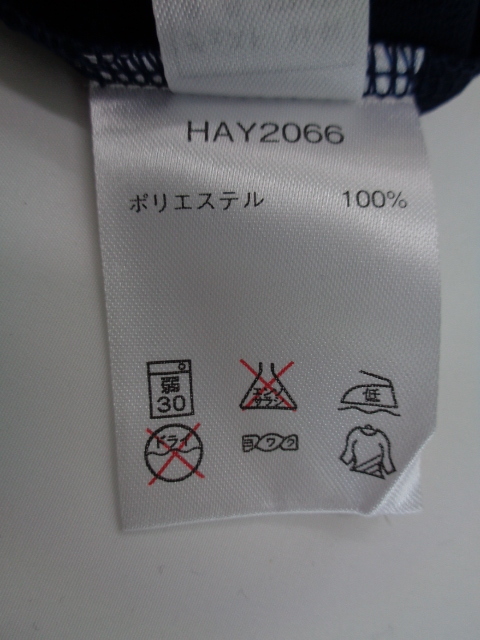 HAY2066
ポリエステル 100%
弱 エンソサラシ 低
30
ドライ ヨワク